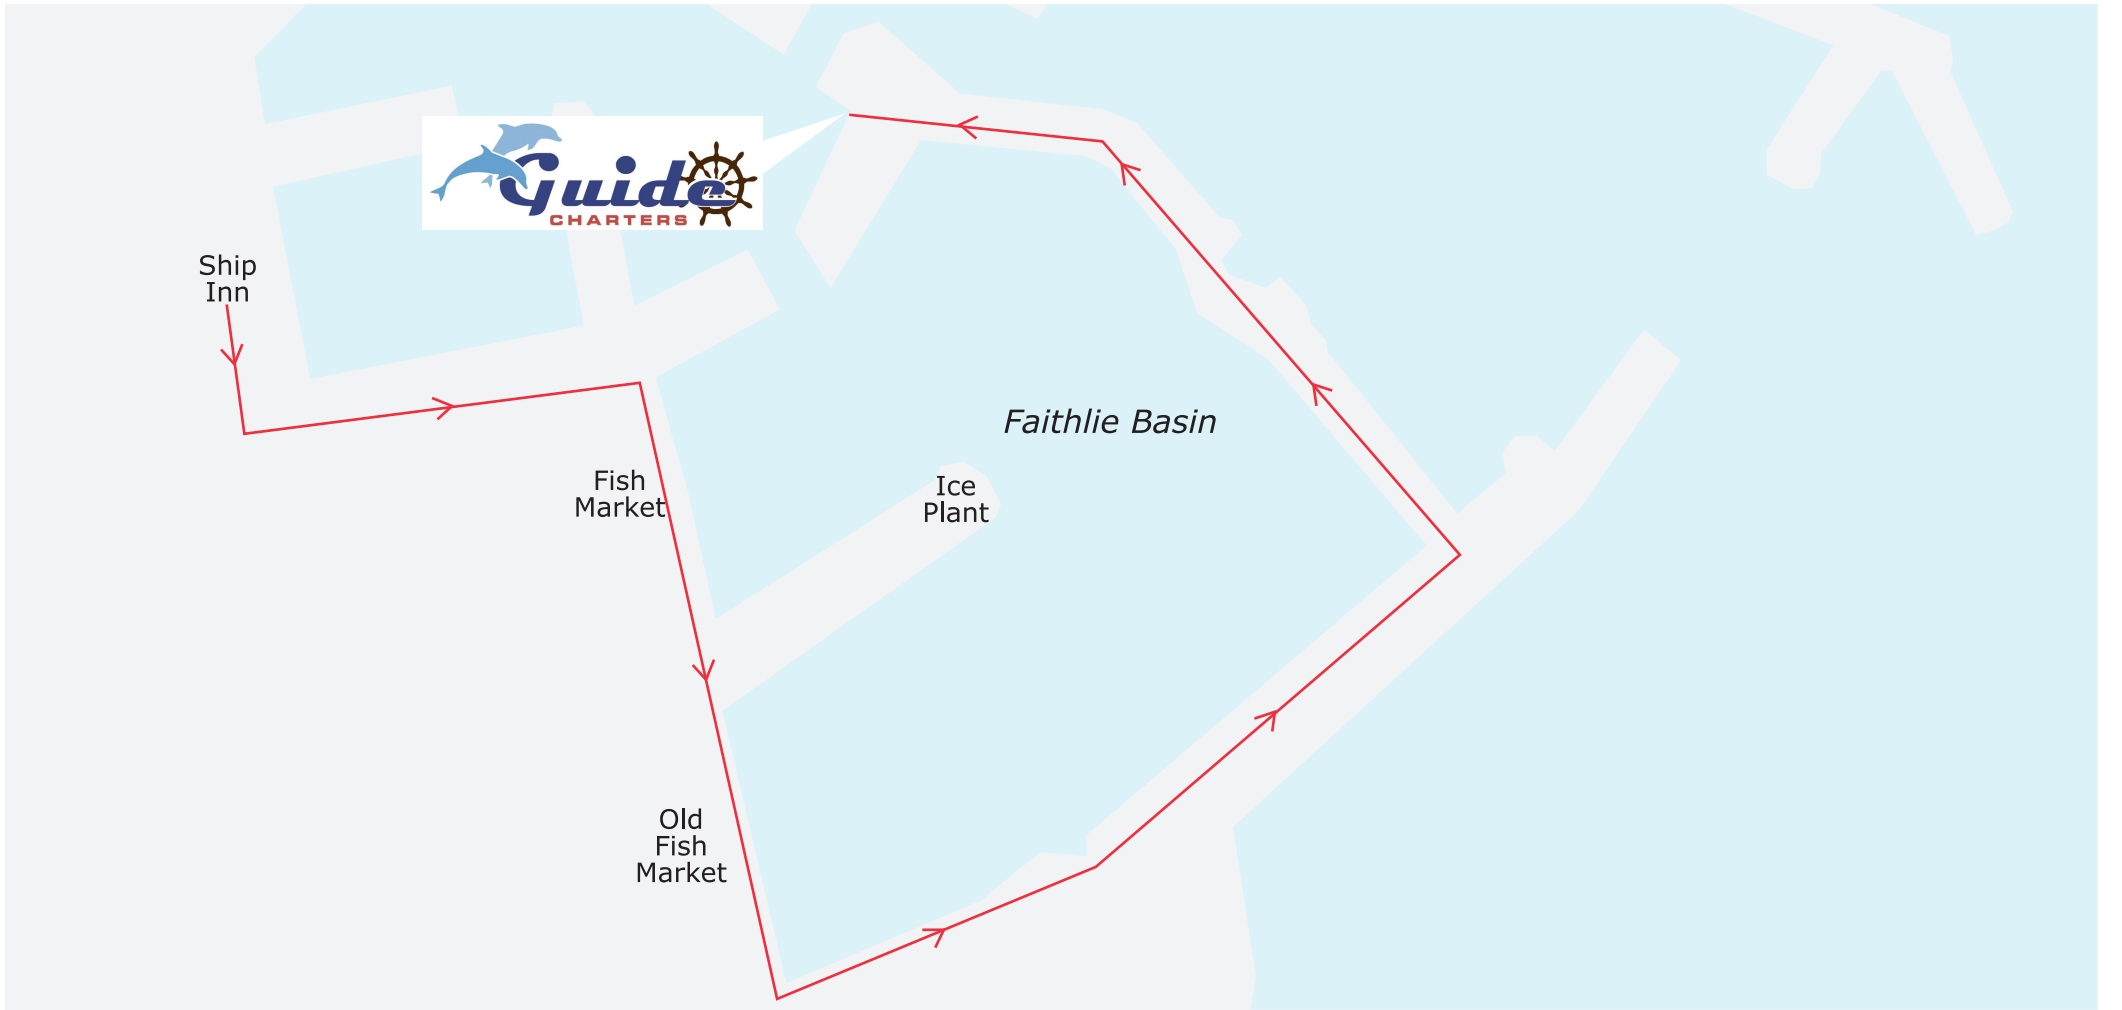 Guide
CHARTERS
Ship
Inn
Faithlie Basin
Fish
Market
Ice
Plant
Old
Fish
Market